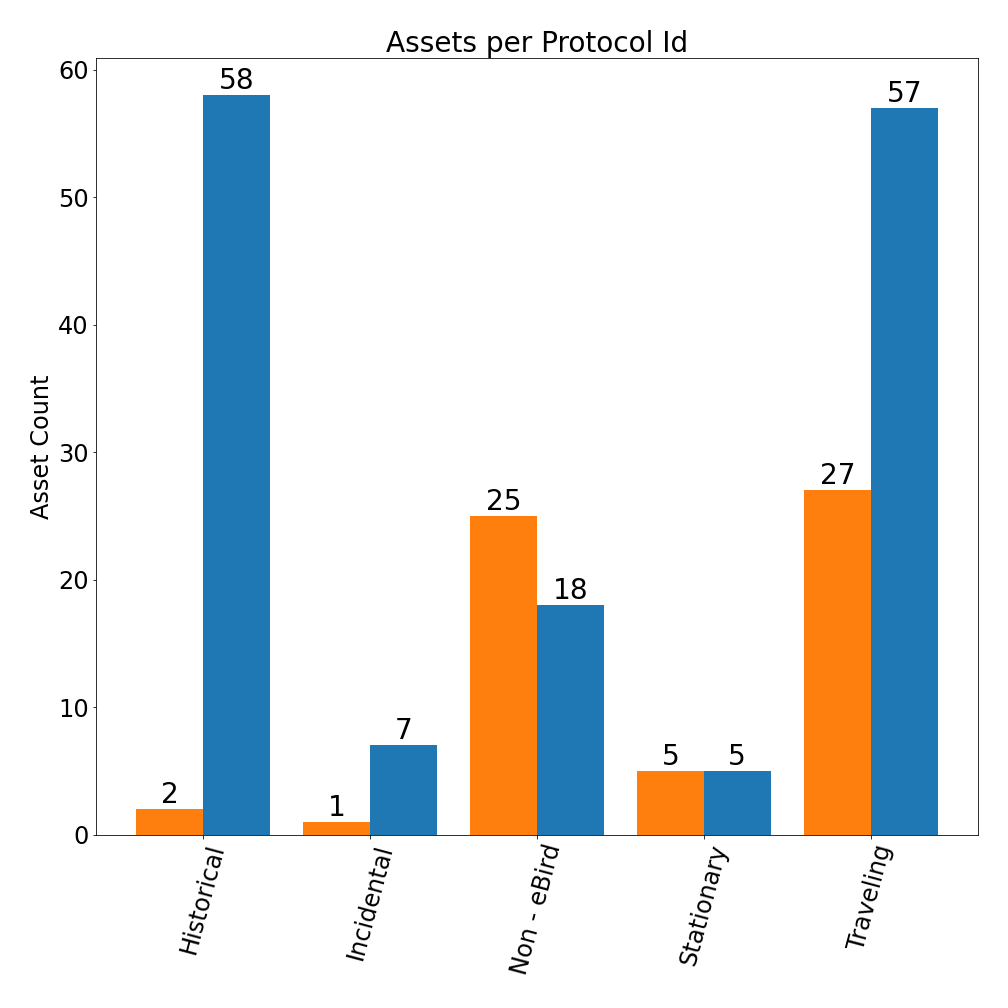 Assets per Protocol Id
Asset Count
60
50
40
30
20
10
0
2
58
1
7
25
18
5
5
27
57
Historical
Incidental
Non - eBird
Stationary
Traveling